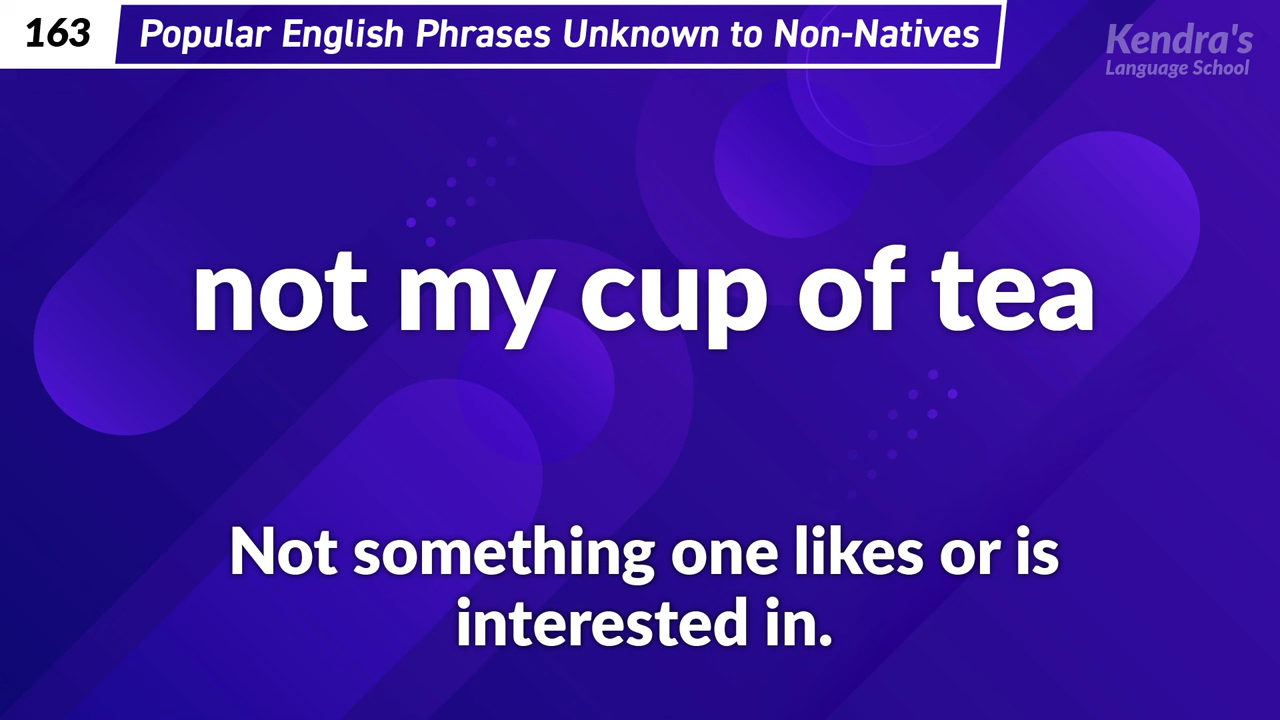 163 Popular English Phrases Unknown to Non-Natives
Kendra's
Language School
not my cup of tea
Not something one likes or is
interested in.